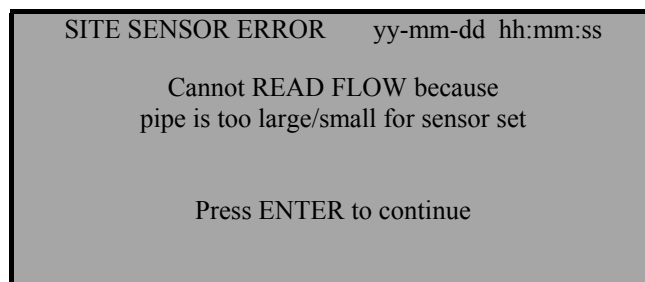 SITE SENSOR ERROR yy-mm-dd hh:mm:ss
Cannot READ FLOW because
pipe is too large/small for sensor set
Press ENTER to continue